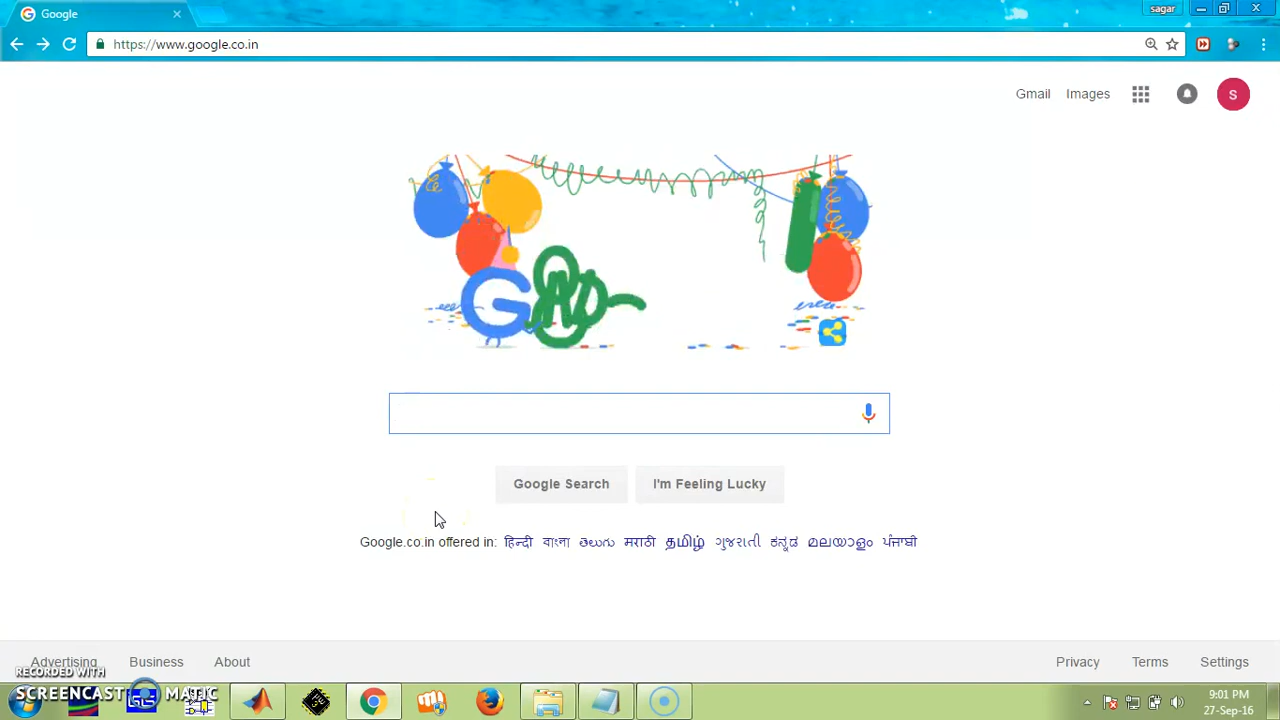 Google
sagar
https://www.google.co.in
Gmail Images S
G
Google Search I'm Feeling Lucky
Google.co.in offered in: हिन्दी বাংলা తెలుగు मराठी தமிழ் ગુજરાતી ಕನ್ನಡ മലയാളം ਪੰਜਾਬੀ
Advertising Business About Privacy Terms Settings
RECORDED WITH
SCREENCAST MATIC
9:01 PM
27-Sep-16